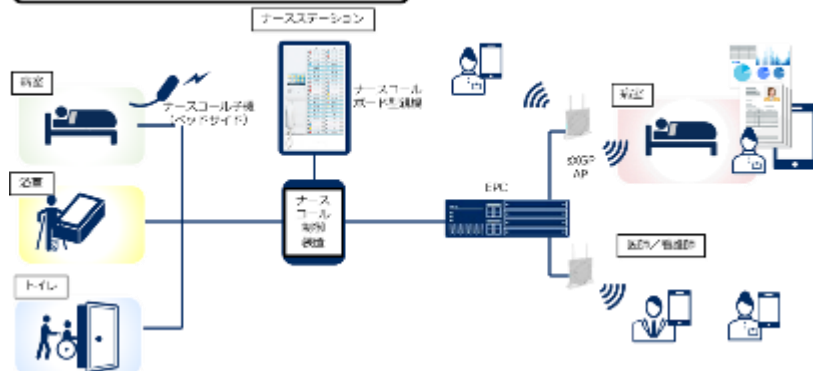 ナースステーション
病室
ナースコール子機
(ベッドサイド)
ナースコール
ボード型親機
浴室
ナース
コール
制御
装置
EPC
sXGP
AP
病室
医師／看護師
トイレ